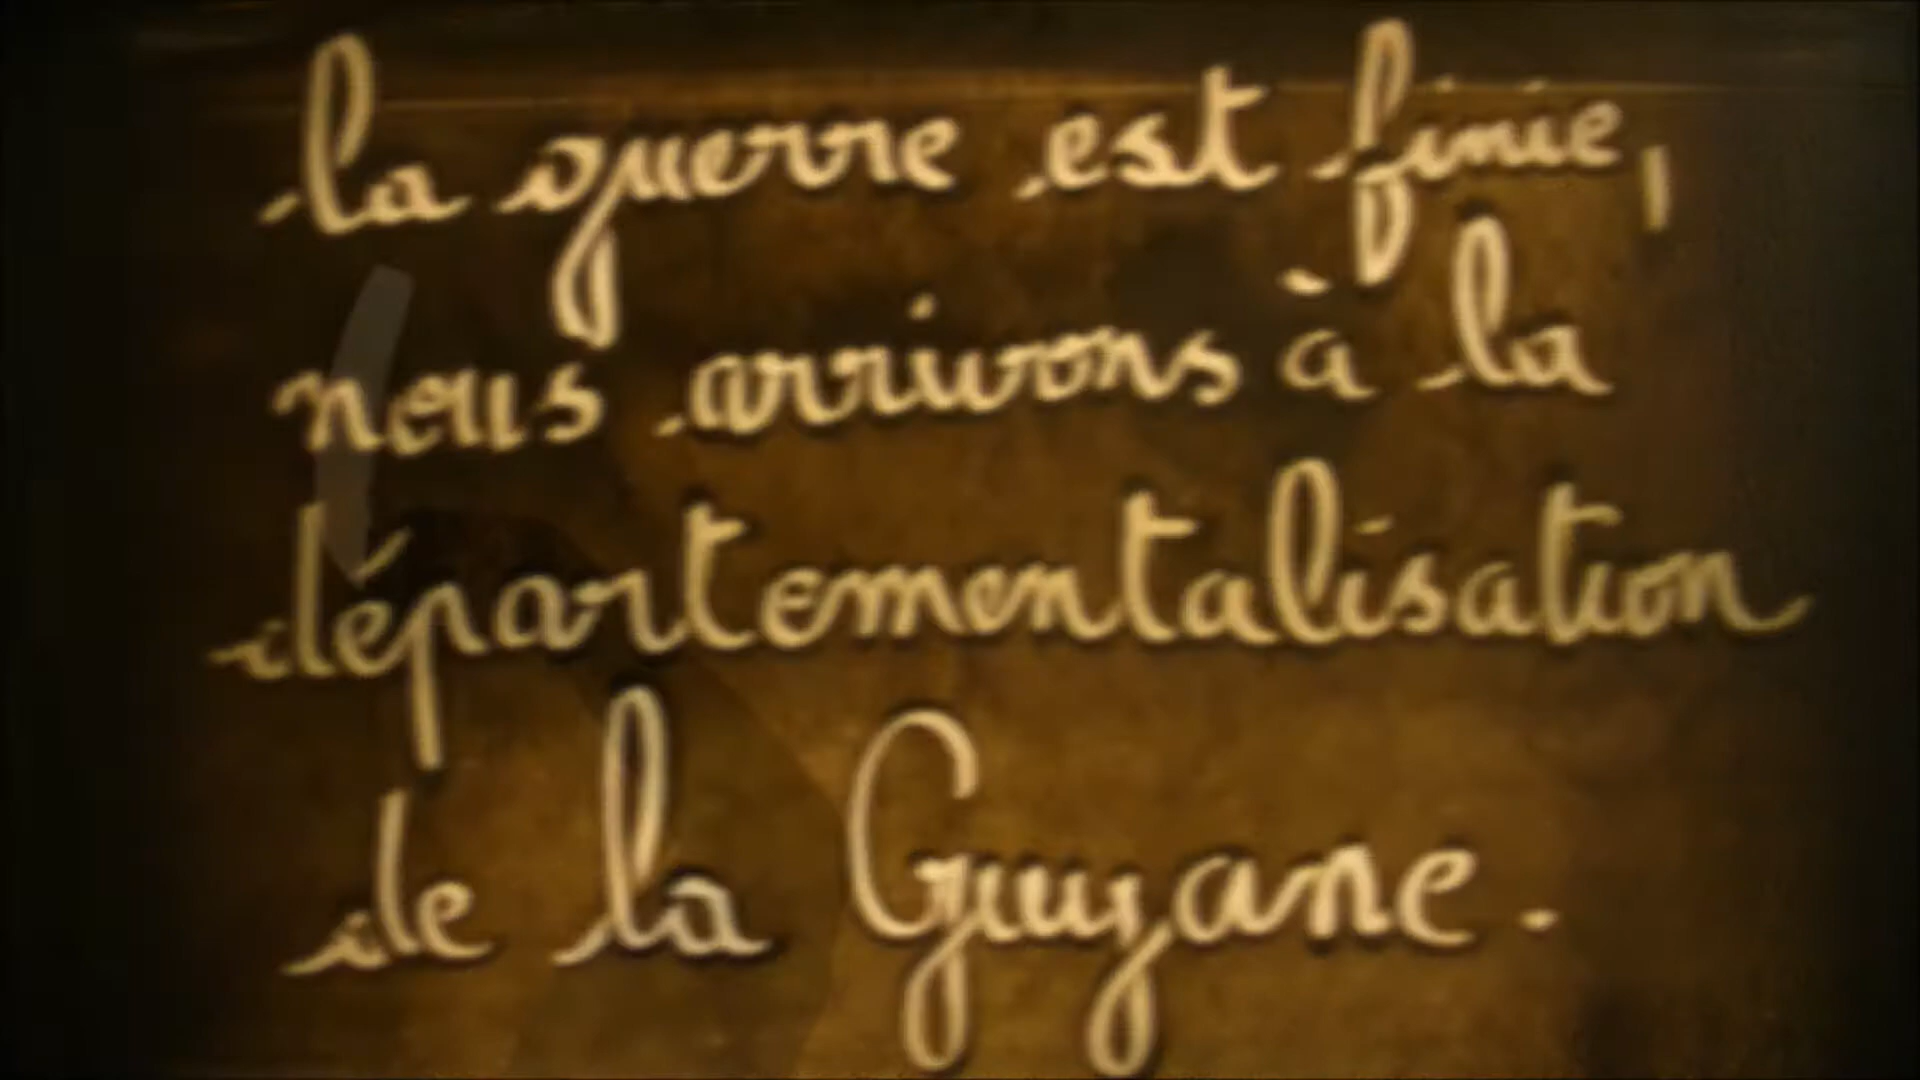 la guerre est finie,
nous arrivons à la
départementalisation
de la Guyane.